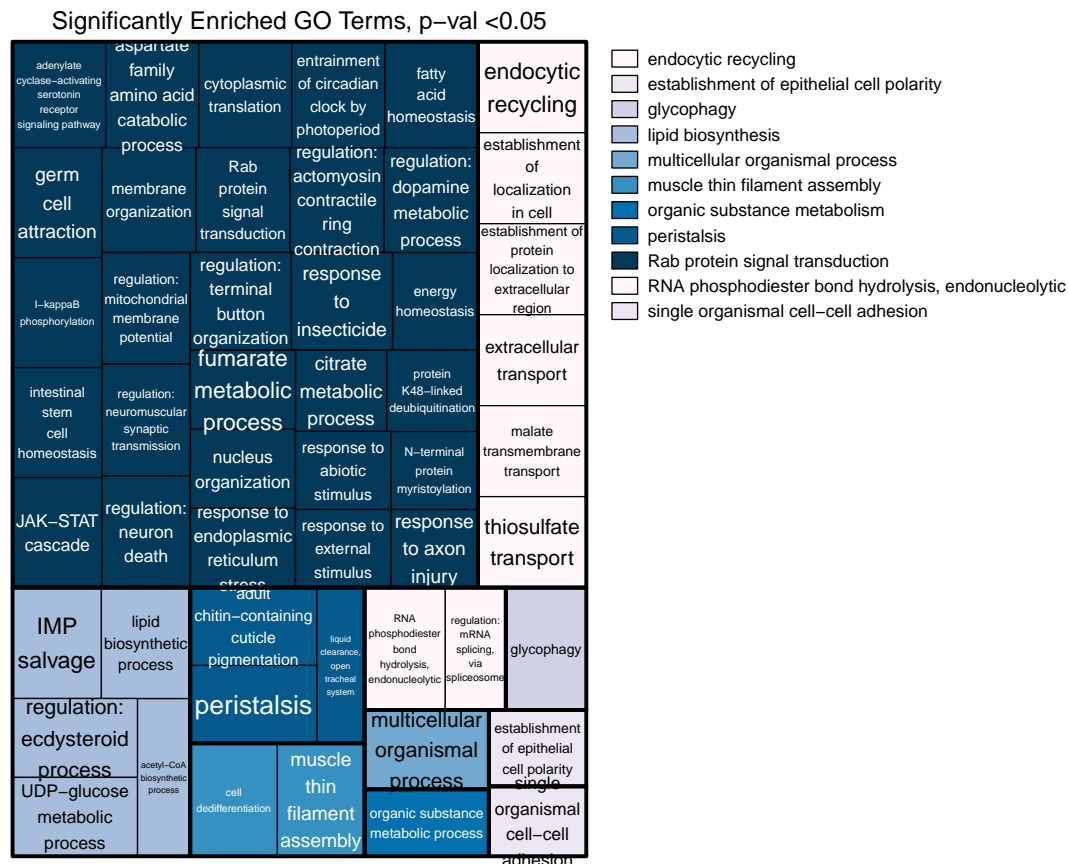 Significantly Enriched GO Terms, p−val <0.05
adenylate
cyclase−activating
serotonin
receptor
signaling pathway
aspartate
family
amino acid
catabolic
process
cytoplasmic
translation
entrainment
of circadian
clock by
photoperiod
fatty
acid
homeostasis
germ
cell
attraction
membrane
organization
Rab
protein
signal
transduction
regulation:
actomyosin
contractile
ring
contraction
regulation:
dopamine
metabolic
process
I−kappaB
phosphorylation
regulation:
mitochondrial
membrane
potential
regulation:
terminal
button
organization
response
to
insecticide
energy
homeostasis
intestinal
stem
cell
homeostasis
regulation:
neuromuscular
synaptic
transmission
fumarate
metabolic
process
citrate
metabolic
process
protein
K48−linked
deubiquitination
nucleus
organization
response to
abiotic
stimulus
N−terminal
protein
myristoylation
JAK−STAT
cascade
regulation:
neuron
death
response to
endoplasmic
reticulum
stress
response to
external
stimulus
response
to axon
injury
endocytic
recycling
establishment
of
localization
in cell
establishment of
protein
localization to
extracellular
region
extracellular
transport
malate
transmembrane
transport
thiosulfate
transport
IMP
salvage
lipid
biosynthetic
process
regulation:
ecdysteroid
process
acetyl−CoA
biosynthetic
process
UDP−glucose
metabolic
process
adult
chitin−containing
cuticle
pigmentation
liquid
clearance,
open
tracheal
system
peristalsis
cell
dedifferentiation
muscle
thin
filament
assembly
RNA
phosphodiester
bond
hydrolysis,
endonucleolytic
regulation:
mRNA
splicing,
via
spliceosome
glycophagy
multicellular
organismal
process
establishment
of epithelial
cell polarity
organic substance
metabolic process
single
organismal
cell−cell
adhesion
endocytic recycling
establishment of epithelial cell polarity
glycophagy
lipid biosynthesis
multicellular organismal process
muscle thin filament assembly
organic substance metabolism
peristalsis
Rab protein signal transduction
RNA phosphodiester bond hydrolysis, endonucleolytic
single organismal cell−cell adhesion